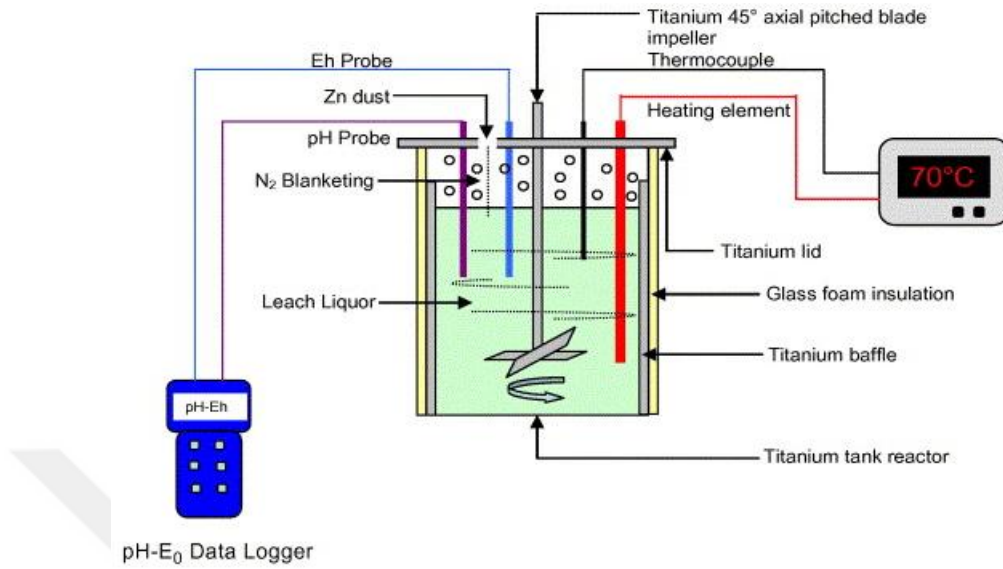 Titanium 45° axial pitched blade
impeller
Eh Probe
Thermocouple
Zn dust
Heating element
pH Probe
N₂ Blanketing
70°C
Titanium lid
Leach Liquor
Glass foam insulation
Titanium baffle
pH-Eh
Titanium tank reactor
pH-E₀ Data Logger